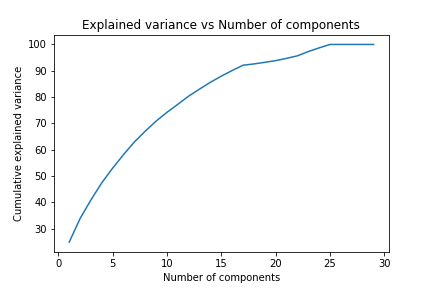 Explained variance vs Number of components
Cumulative explained variance
100
90
80
70
60
50
40
30
0 5 10 15 20 25 30
Number of components